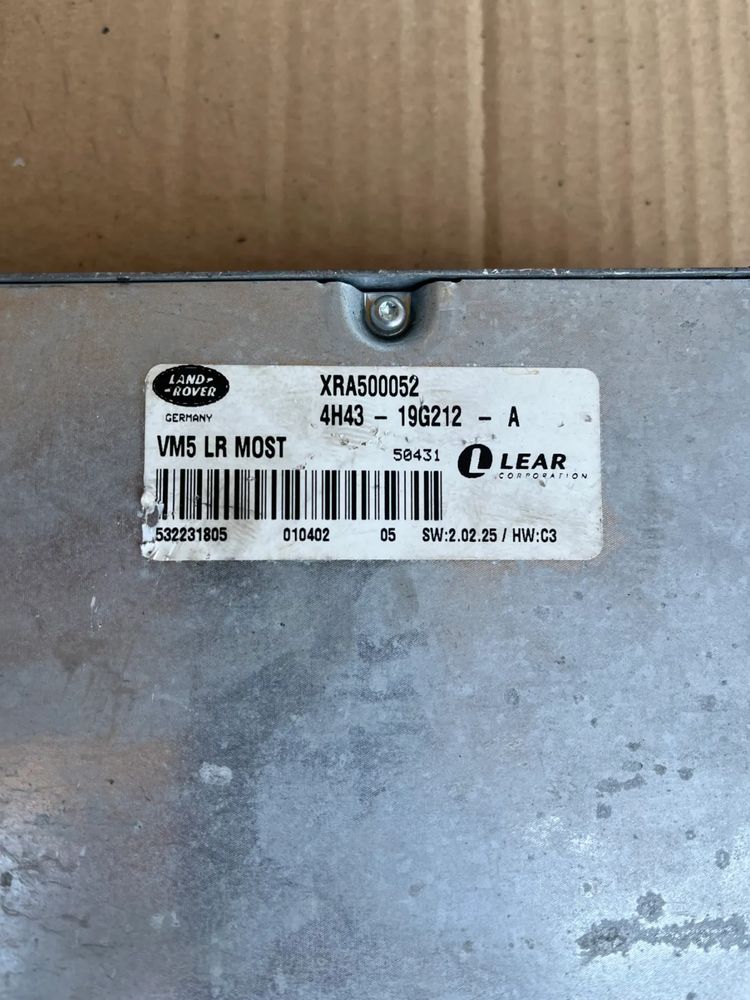 LAND-
-ROVER
GERMANY
XRA500052
4H43 - 19G212 - A
VM5 LR MOST
50431
LEAR
CORPORATION
532231805 010402 05 SW:2.02.25 / HW:C3